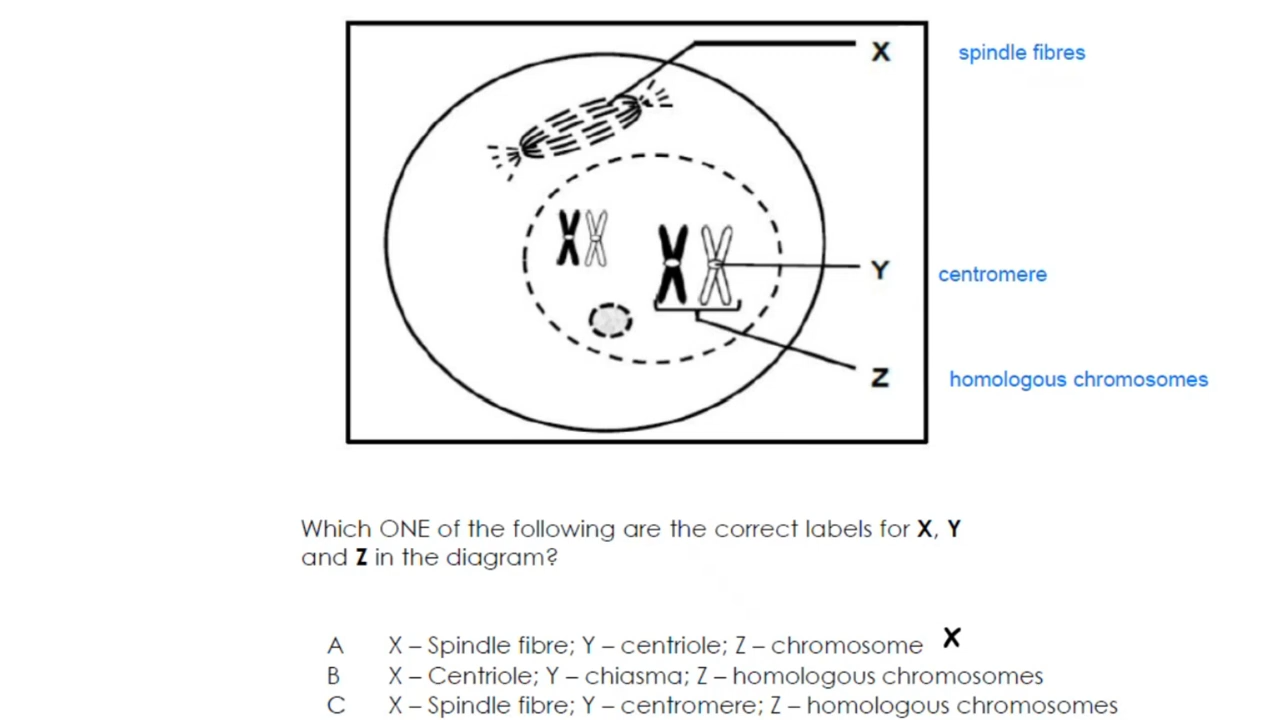 X spindle fibres
Y centromere
Z homologous chromosomes
Which ONE of the following are the correct labels for X, Y
and Z in the diagram?
A X – Spindle fibre; Y – centriole; Z – chromosome X
B X – Centriole; Y – chiasma; Z – homologous chromosomes
C X – Spindle fibre; Y – centromere; Z – homologous chromosomes